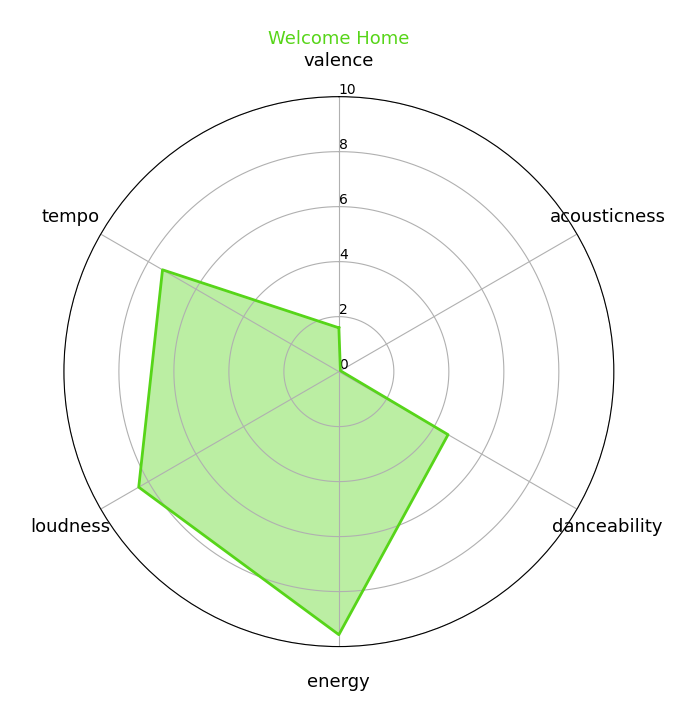 Welcome Home
valence
10
8
6
4
2
0
tempo
acousticness
loudness
danceability
energy